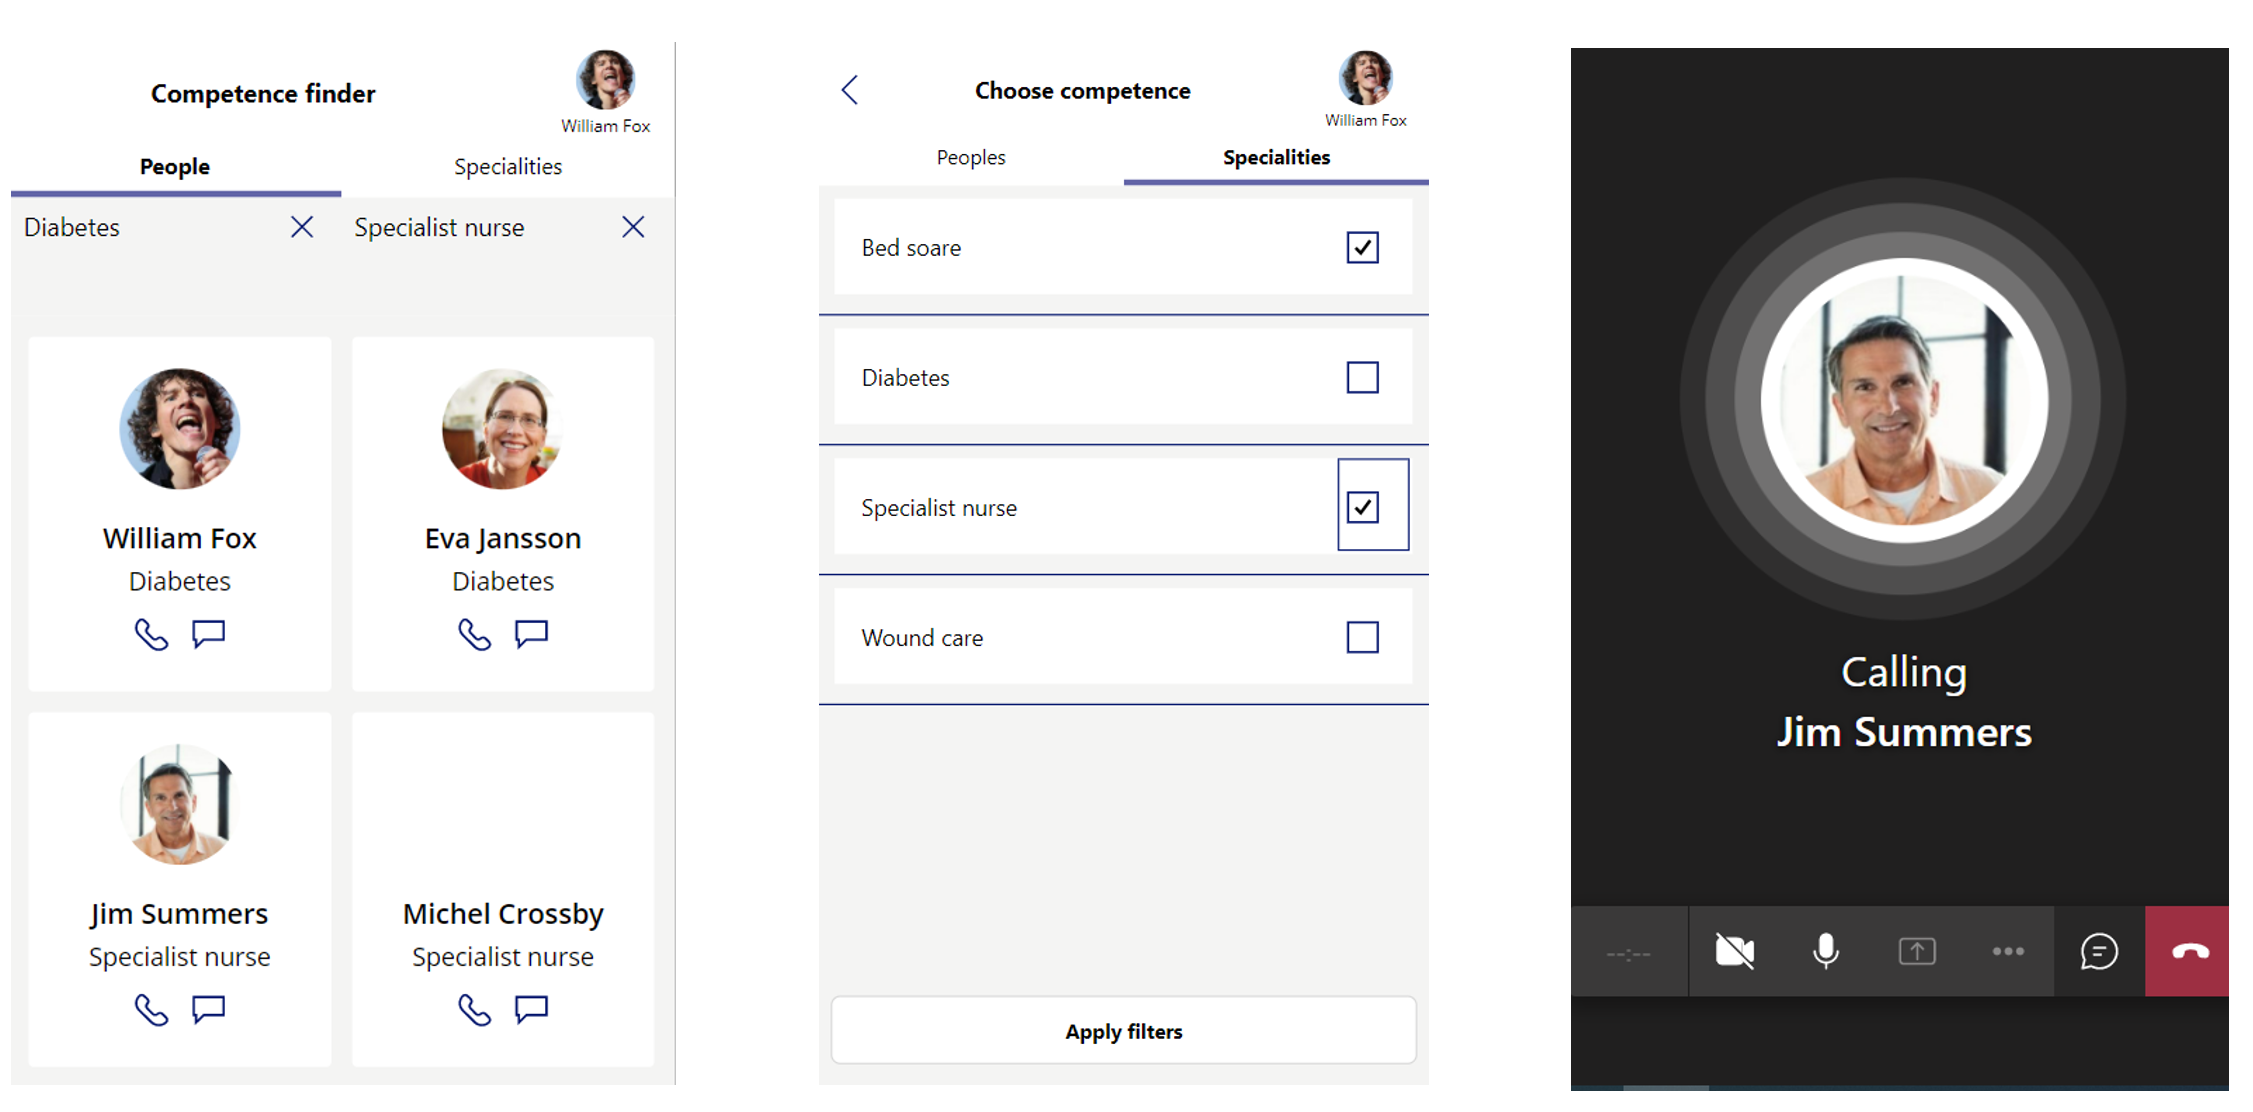 Competence finder
William Fox
People
Specialities
Diabetes
Specialist nurse
William Fox
Diabetes
Eva Jansson
Diabetes
Jim Summers
Specialist nurse
Michel Crossby
Specialist nurse
Choose competence
William Fox
Peoples
Specialities
Bed soare
Diabetes
Specialist nurse
Wound care
Apply filters
Calling
Jim Summers
--:--